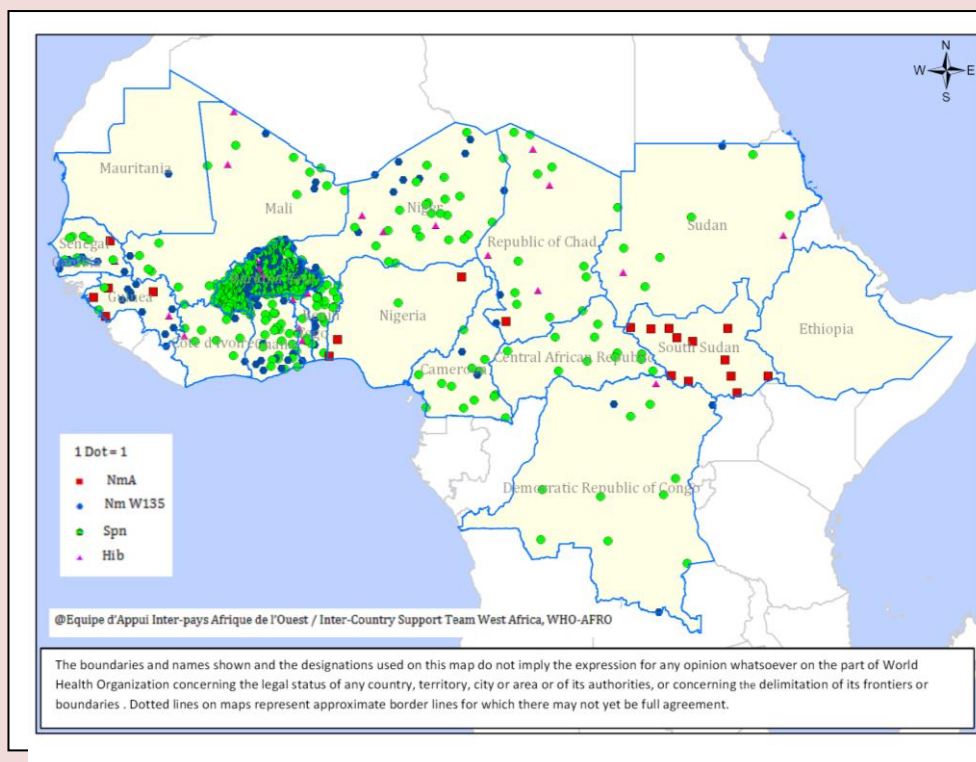 N
W E
S
Mauritania
Mali
Niger
Sudan
Senegal
Republic of Chad
Guinea
Nigeria
Ethiopia
Côte d'Ivoire
South Sudan
Central African Republic
Cameroon
Democratic Republic of Congo
1 Dot = 1
NmA
Nm W135
Spn
Hib
@Equipe d'Appui Inter-pays Afrique de l'Ouest / Inter-Country Support Team West Africa, WHO-AFRO
The boundaries and names shown and the designations used on this map do not imply the expression for any opinion whatsoever on the part of World
Health Organization concerning the legal status of any country, territory, city or area or of its authorities, or concerning the delimitation of its frontiers or
boundaries . Dotted lines on maps represent approximate border lines for which there may not yet be full agreement.